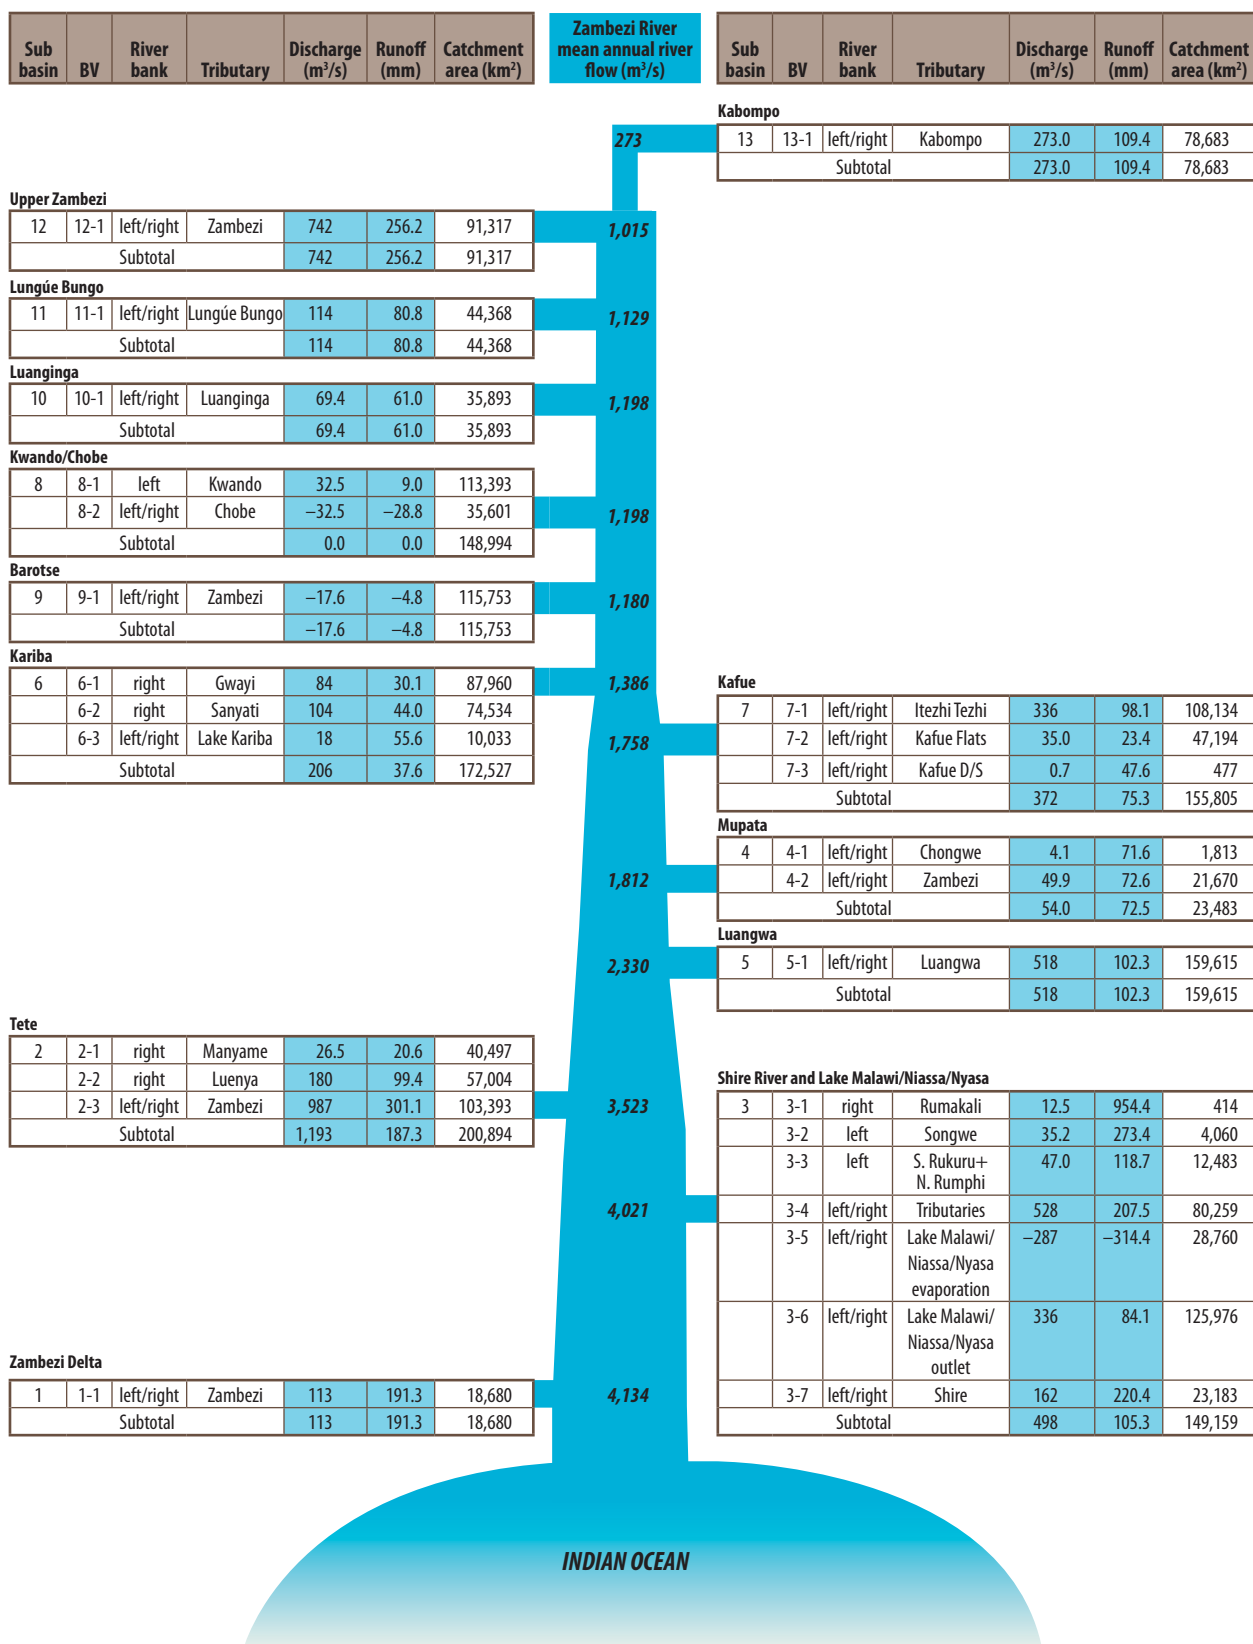 Sub basin BV River bank Tributary Discharge (m³/s) Runoff (mm) Catchment area (km²)
Zambezi River mean annual river flow (m³/s)
Sub basin BV River bank Tributary Discharge (m³/s) Runoff (mm) Catchment area (km²)
Kabompo
273
13 13-1 left/right Kabompo 273.0 109.4 78,683
Subtotal 273.0 109.4 78,683
Upper Zambezi
12 12-1 left/right Zambezi 742 256.2 91,317
1,015
Subtotal 742 256.2 91,317
Lungúe Bungo
11 11-1 left/right Lungúe Bungo 114 80.8 44,368
1,129
Subtotal 114 80.8 44,368
Luanginga
10 10-1 left/right Luanginga 69.4 61.0 35,893
1,198
Subtotal 69.4 61.0 35,893
Kwando/Chobe
8 8-1 left Kwando 32.5 9.0 113,393
8-2 left/right Chobe –32.5 –28.8 35,601
1,198
Subtotal 0.0 0.0 148,994
Barotse
9 9-1 left/right Zambezi –17.6 –4.8 115,753
1,180
Subtotal –17.6 –4.8 115,753
Kariba
6 6-1 right Gwayi 84 30.1 87,960
1,386
6-2 right Sanyati 104 44.0 74,534
6-3 left/right Lake Kariba 18 55.6 10,033
Subtotal 206 37.6 172,527
Kafue
7 7-1 left/right Itezhi Tezhi 336 98.1 108,134
1,758
7-2 left/right Kafue Flats 35.0 23.4 47,194
7-3 left/right Kafue D/S 0.7 47.6 477
Subtotal 372 75.3 155,805
Mupata
4 4-1 left/right Chongwe 4.1 71.6 1,813
1,812
4-2 left/right Zambezi 49.9 72.6 21,670
Subtotal 54.0 72.5 23,483
Luangwa
2,330
5 5-1 left/right Luangwa 518 102.3 159,615
Subtotal 518 102.3 159,615
Tete
2 2-1 right Manyame 26.5 20.6 40,497
2-2 right Luenya 180 99.4 57,004
2-3 left/right Zambezi 987 301.1 103,393
3,523
Subtotal 1,193 187.3 200,894
Shire River and Lake Malawi/Niassa/Nyasa
3 3-1 right Rumakali 12.5 954.4 414
3-2 left Songwe 35.2 273.4 4,060
3-3 left S. Rukuru+ 47.0 118.7 12,483
N. Rumphi
4,021
3-4 left/right Tributaries 528 207.5 80,259
3-5 left/right Lake Malawi/ –287 –314.4 28,760
Niassa/Nyasa
evaporation
3-6 left/right Lake Malawi/ 336 84.1 125,976
Niassa/Nyasa
outlet
3-7 left/right Shire 162 220.4 23,183
Subtotal 498 105.3 149,159
Zambezi Delta
1 1-1 left/right Zambezi 113 191.3 18,680
4,134
Subtotal 113 191.3 18,680
INDIAN OCEAN